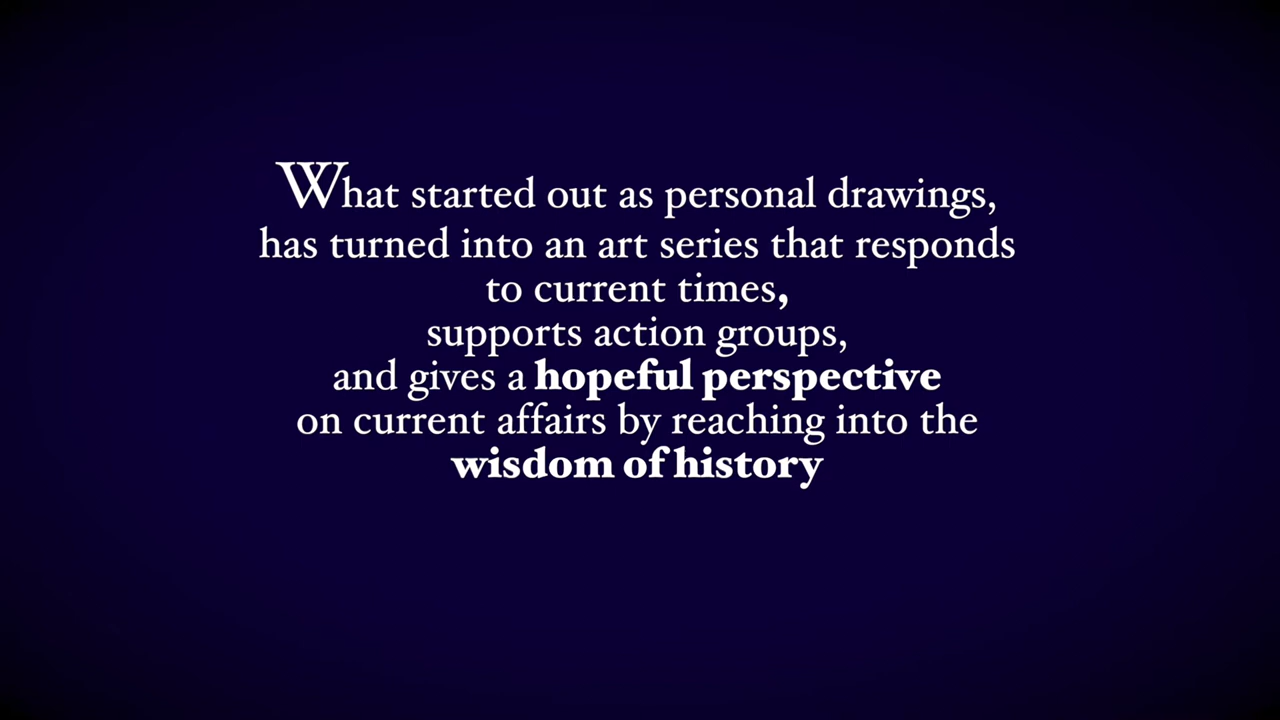 What started out as personal drawings,
has turned into an art series that responds
to current times,
supports action groups,
and gives a hopeful perspective
on current affairs by reaching into the
wisdom of history